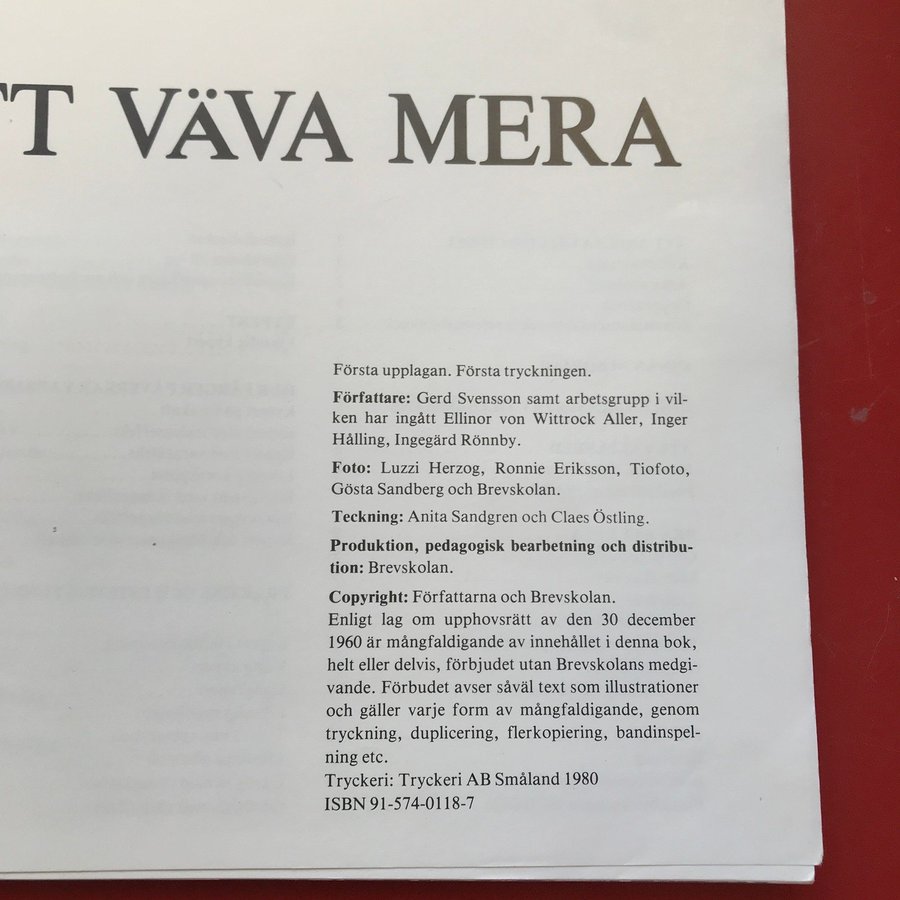 TT VÄVA MERA
Första upplagan. Första tryckningen.
Författare: Gerd Svensson samt arbetsgrupp i vil-
ken har ingått Ellinor von Wittrock Aller, Inger
Hålling, Ingegärd Rönnby.
Foto: Luzzi Herzog, Ronnie Eriksson, Tiofoto,
Gösta Sandberg och Brevskolan.
Teckning: Anita Sandgren och Claes Östling.
Produktion, pedagogisk bearbetning och distribu-
tion: Brevskolan.
Copyright: Författarna och Brevskolan.
Enligt lag om upphovsrätt av den 30 december
1960 är mångfaldigande av innehållet i denna bok,
helt eller delvis, förbjudet utan Brevskolans medgi-
vande. Förbudet avser såväl text som illustrationer
och gäller varje form av mångfaldigande, genom
tryckning, duplicering, flerkopiering, bandinspel-
ning etc.
Tryckeri: Tryckeri AB Småland 1980
ISBN 91-574-0118-7